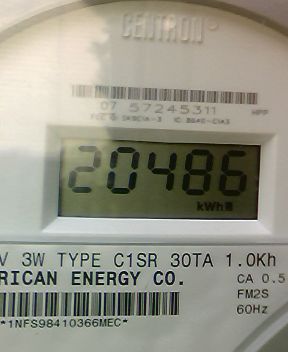 CENTRON®
07 57245311 HPP
20486
kWh
V 3W TYPE C1SR 30TA 1.0Kh
RICAN ENERGY CO. CA 0.5
FM2S
60Hz
*1NFS98410366MEC*